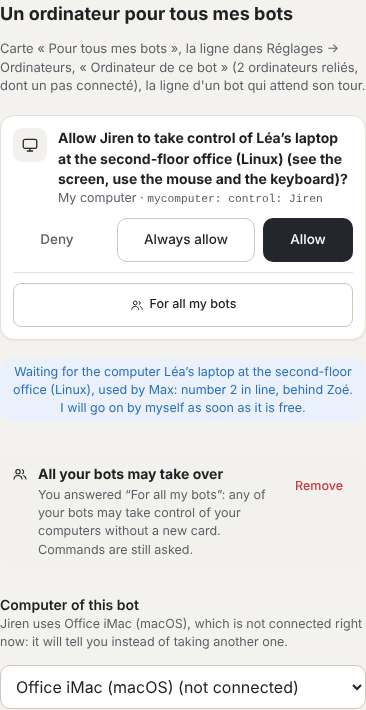 Un ordinateur pour tous mes bots
Carte « Pour tous mes bots », la ligne dans Réglages →
Ordinateurs, « Ordinateur de ce bot » (2 ordinateurs reliés,
dont un pas connecté), la ligne d'un bot qui attend son tour.
Allow Jiren to take control of Léa’s laptop
at the second-floor office (Linux) (see the
screen, use the mouse and the keyboard)?
My computer · mycomputer: control: Jiren
Deny
Always allow
Allow
For all my bots
Waiting for the computer Léa’s laptop at the second-floor
office (Linux), used by Max: number 2 in line, behind Zoé.
I will go on by myself as soon as it is free.
All your bots may take over
You answered “For all my bots”: any of
your bots may take control of your
computers without a new card.
Commands are still asked.
Remove
Computer of this bot
Jiren uses Office iMac (macOS), which is not connected right
now: it will tell you instead of taking another one.
Office iMac (macOS) (not connected)